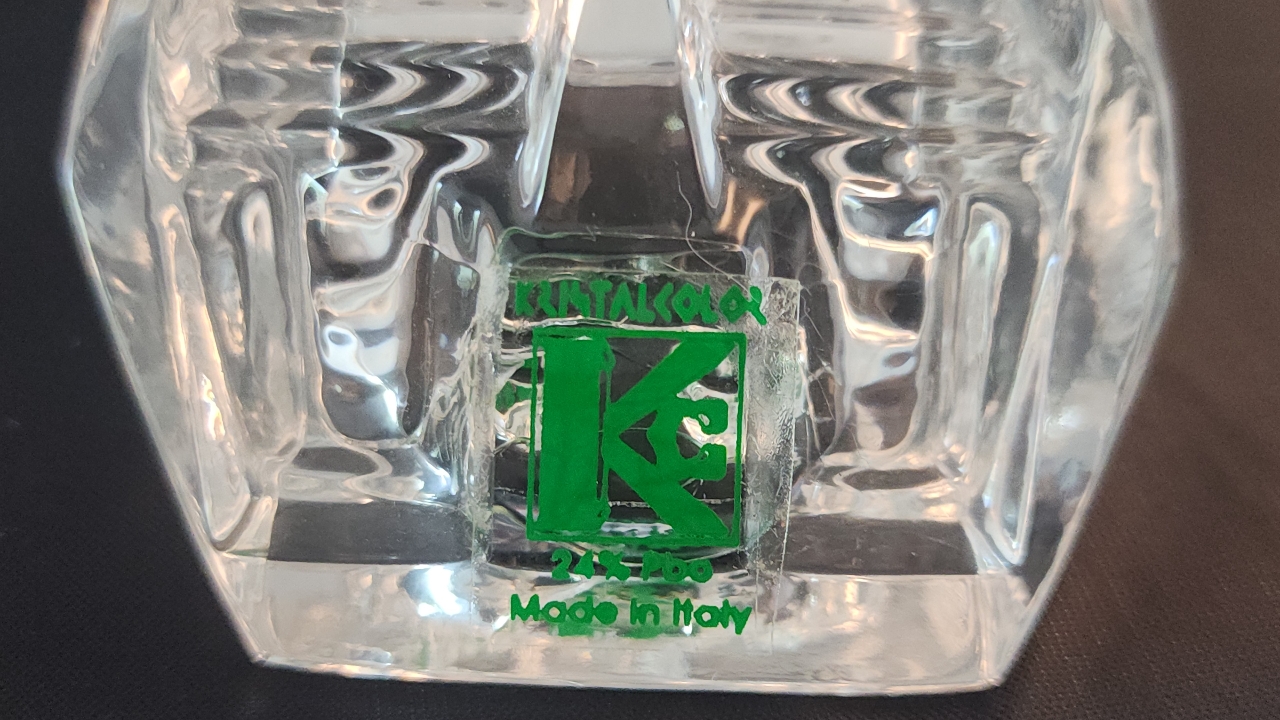 KRISTALCOLOR
KC
24% PbO
Made in Italy